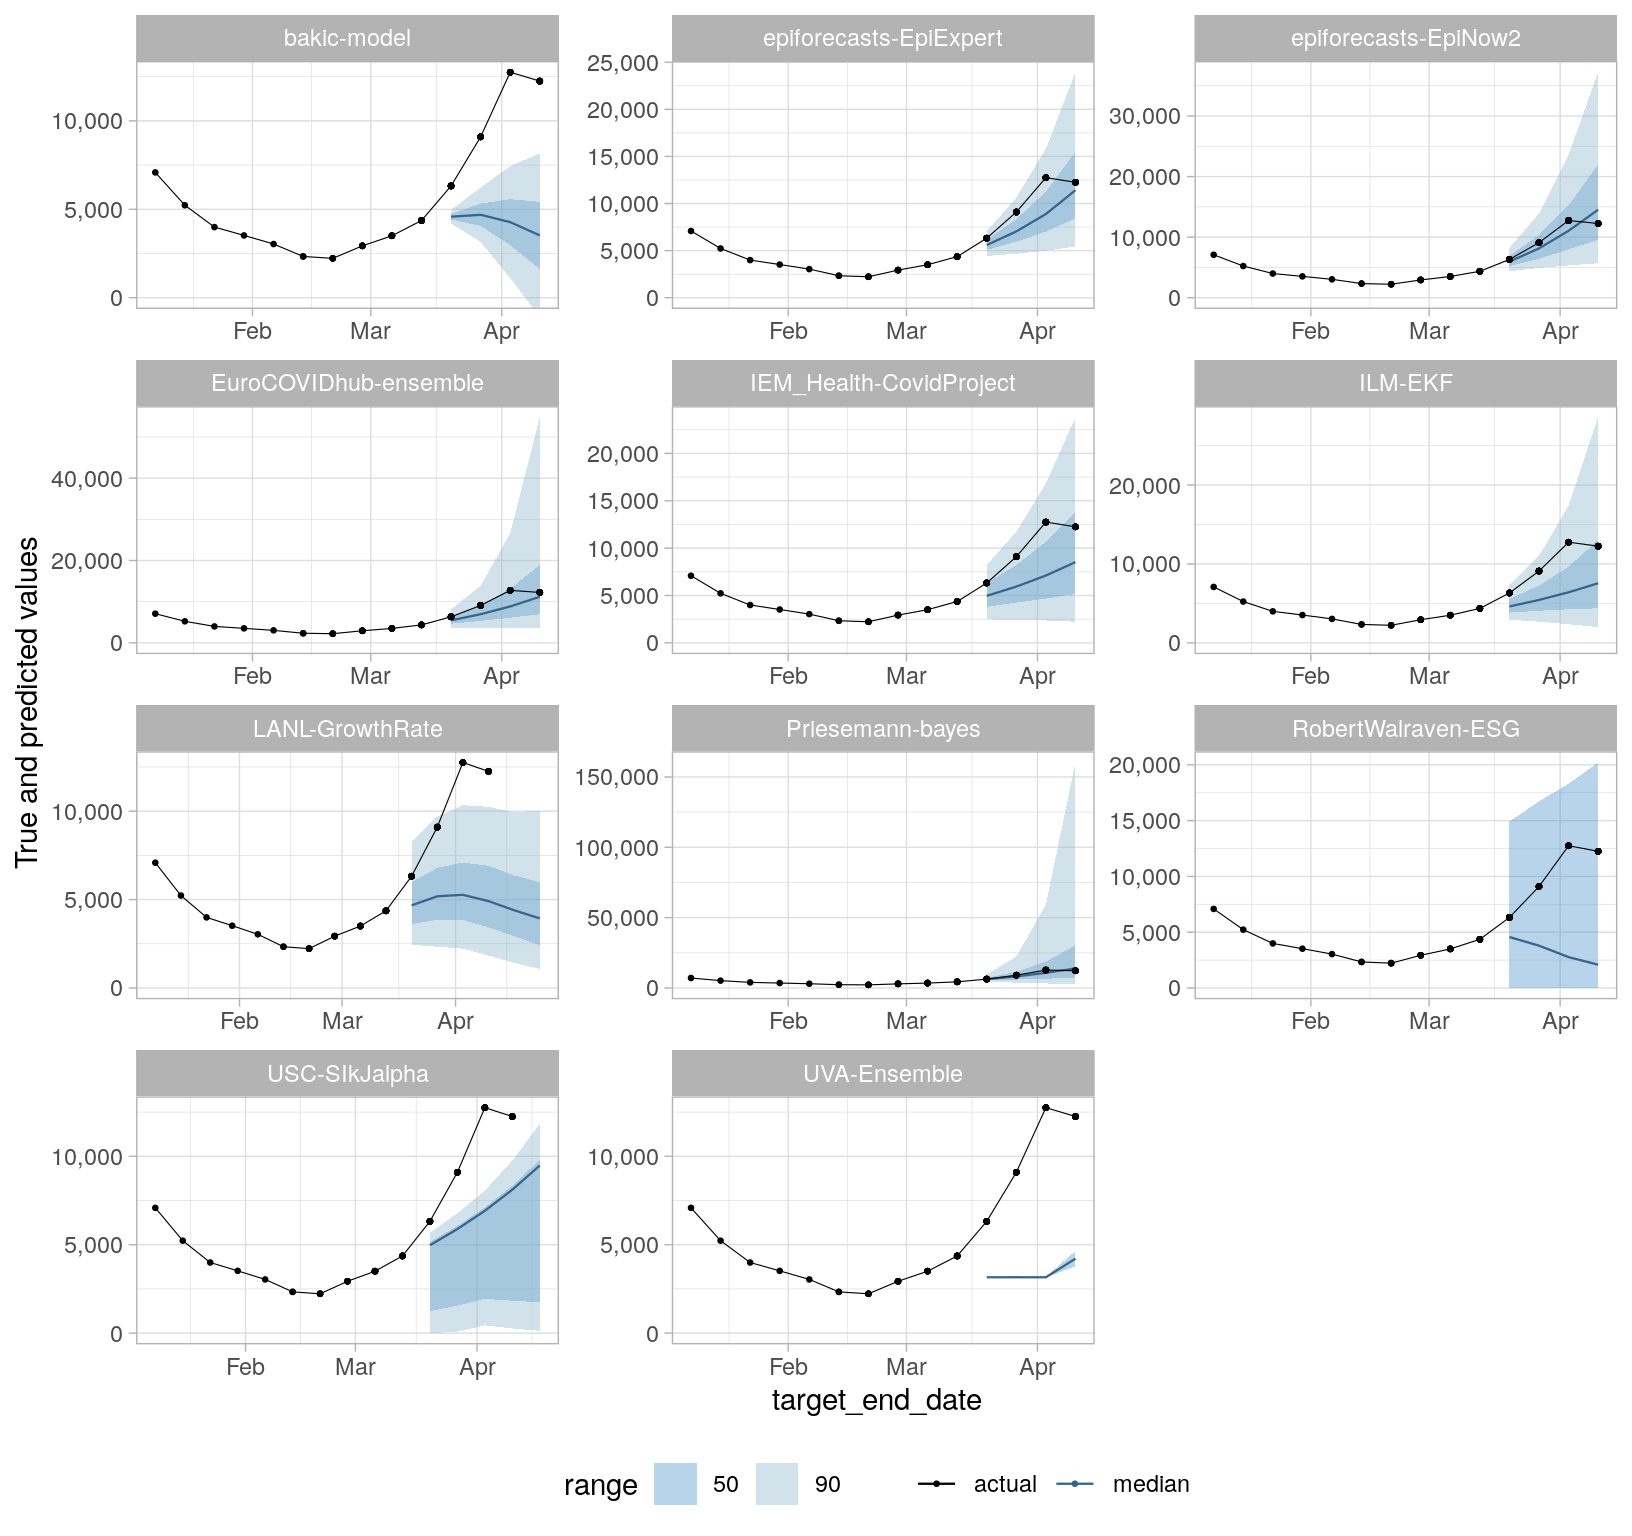 bakic-model
epiforecasts-EpiExpert
epiforecasts-EpiNow2
10,000
5,000
0
25,000
20,000
15,000
10,000
5,000
0
30,000
20,000
10,000
0
Feb Mar Apr
Feb Mar Apr
Feb Mar Apr
EuroCOVIDhub-ensemble
IEM_Health-CovidProject
ILM-EKF
40,000
20,000
0
20,000
15,000
10,000
5,000
0
20,000
10,000
0
Feb Mar Apr
Feb Mar Apr
Feb Mar Apr
True and predicted values
LANL-GrowthRate
Priesemann-bayes
RobertWalraven-ESG
10,000
5,000
0
150,000
100,000
50,000
0
20,000
15,000
10,000
5,000
0
Feb Mar Apr
Feb Mar Apr
Feb Mar Apr
USC-SIkJalpha
UVA-Ensemble
10,000
5,000
0
10,000
5,000
0
Feb Mar Apr
Feb Mar Apr
target_end_date
range 50 90 actual median